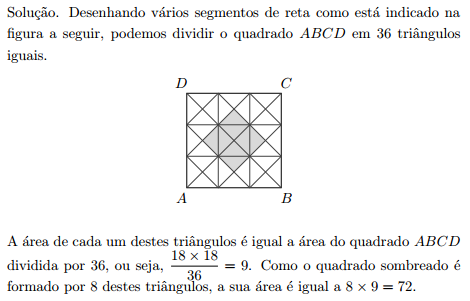 Solução. Desenhando vários segmentos de reta como está indicado na
figura a seguir, podemos dividir o quadrado ABCD em 36 triângulos
iguais.
D C
A B
A área de cada um destes triângulos é igual a área do quadrado ABCD
dividida por 36, ou seja, \frac{18 × 18}{36} = 9. Como o quadrado sombreado é
formado por 8 destes triângulos, a sua área é igual a 8 × 9 = 72.